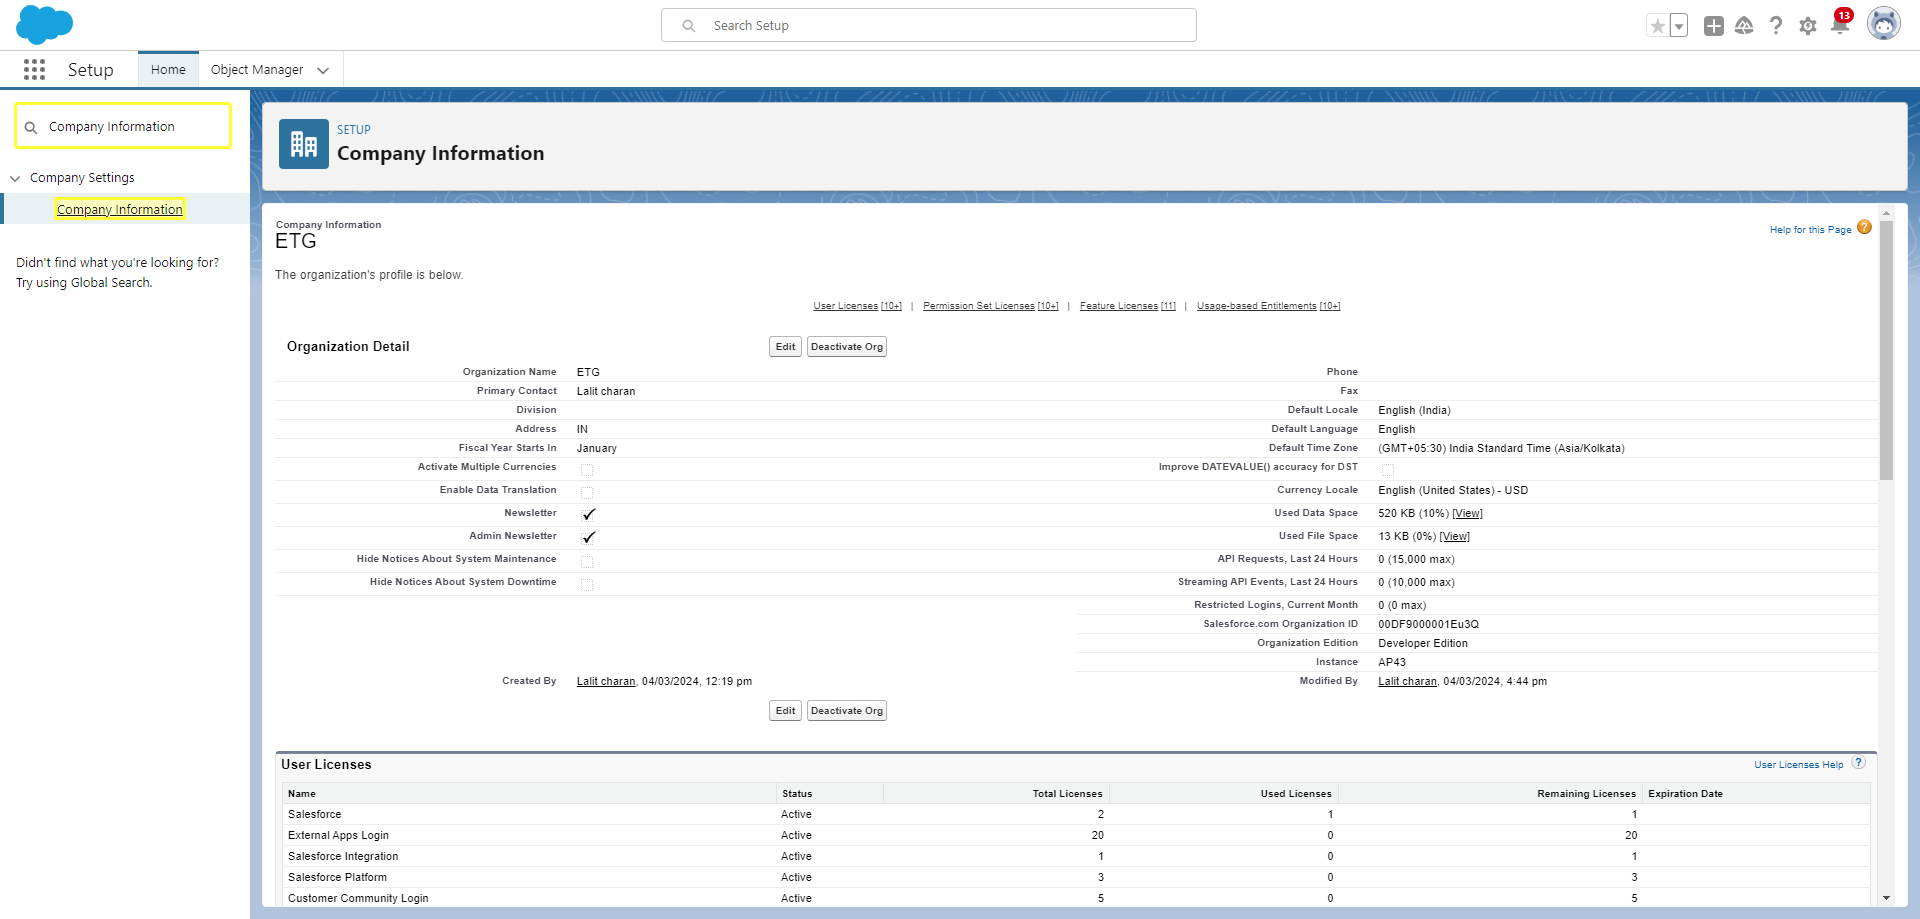 Search Setup
13
Setup
Home
Object Manager
Company Information
Company Settings
Company Information
Didn't find what you're looking for?
Try using Global Search.
SETUP
Company Information
Company Information
ETG
Help for this Page ?
The organization's profile is below.
User Licenses [10+] | Permission Set Licenses [10+] | Feature Licenses [11] | Usage-based Entitlements [10+]
Organization Detail Edit Deactivate Org
Organization Name ETG Phone
Primary Contact Lalit charan Fax
Division Default Locale English (India)
Address IN Default Language English
Fiscal Year Starts In January Default Time Zone (GMT+05:30) India Standard Time (Asia/Kolkata)
Activate Multiple Currencies Improve DATEVALUE() accuracy for DST
Enable Data Translation Currency Locale English (United States) - USD
Newsletter Used Data Space 520 KB (10%) [View]
Admin Newsletter Used File Space 13 KB (0%) [View]
Hide Notices About System Maintenance API Requests, Last 24 Hours 0 (15,000 max)
Hide Notices About System Downtime Streaming API Events, Last 24 Hours 0 (10,000 max)
Restricted Logins, Current Month 0 (0 max)
Salesforce.com Organization ID 00DF9000001Eu3Q
Organization Edition Developer Edition
Instance AP43
Created By Lalit charan, 04/03/2024, 12:19 pm Modified By Lalit charan, 04/03/2024, 4:44 pm
Edit Deactivate Org
User Licenses User Licenses Help ?
Name Status Total Licenses Used Licenses Remaining Licenses Expiration Date
Salesforce Active 2 1 1
External Apps Login Active 20 0 20
Salesforce Integration Active 1 0 1
Salesforce Platform Active 3 0 3
Customer Community Login Active 5 0 5